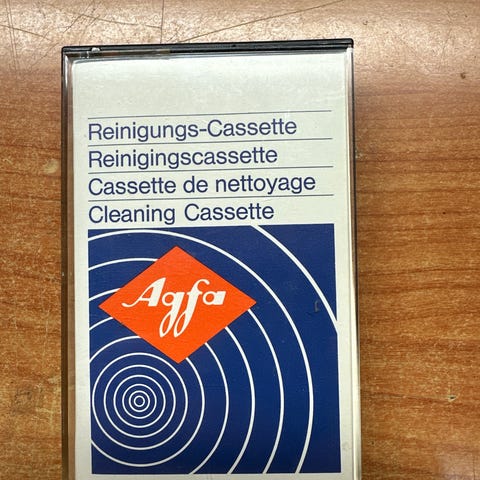 Reinigungs-Cassette
Reinigingscassette
Cassette de nettoyage
Cleaning Cassette
Agfa